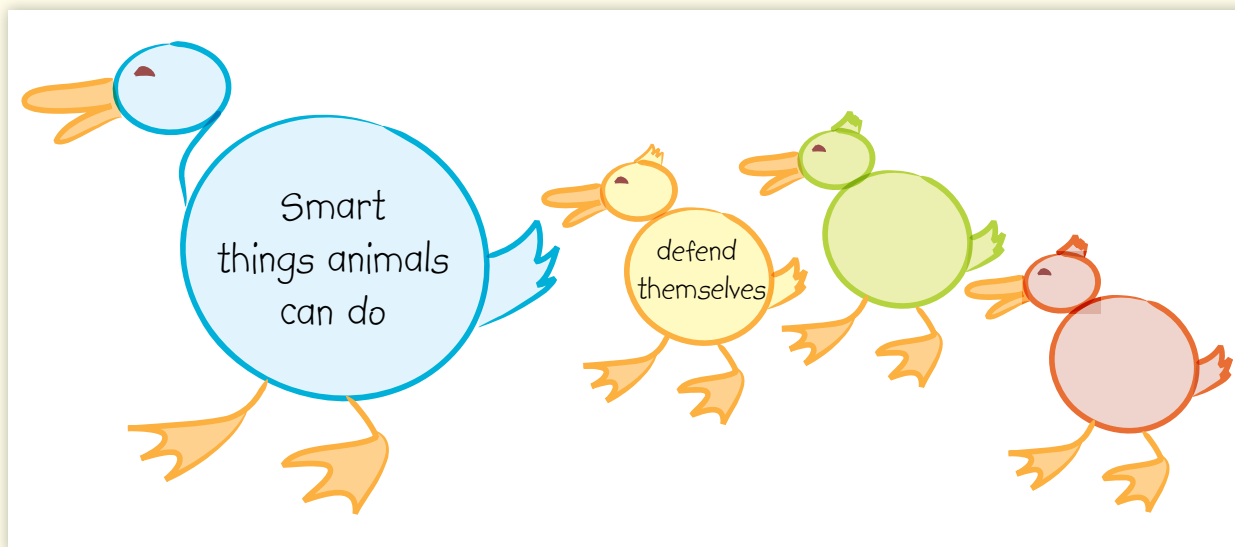 Smart
things animals
can do
defend
themselves